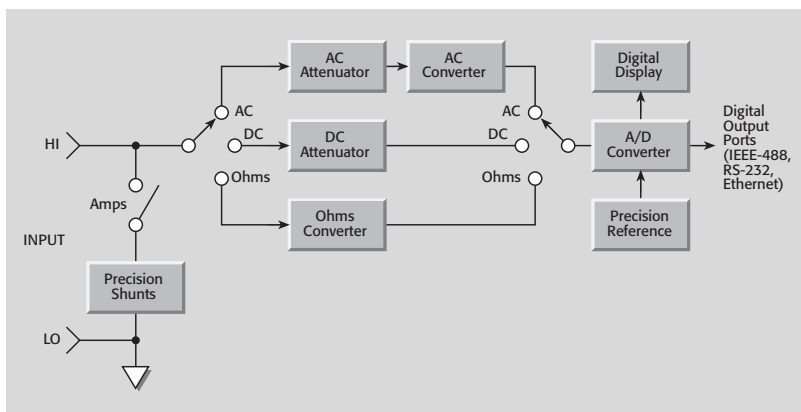 AC
Attenuator
AC
Converter
Digital
Display
AC
AC
Digital
Output
Ports
(IEEE-488,
RS-232,
Ethernet)
HI
DC
DC
Attenuator
DC
A/D
Converter
Ohms
Ohms
Amps
Ohms
Converter
Precision
Reference
INPUT
Precision
Shunts
LO